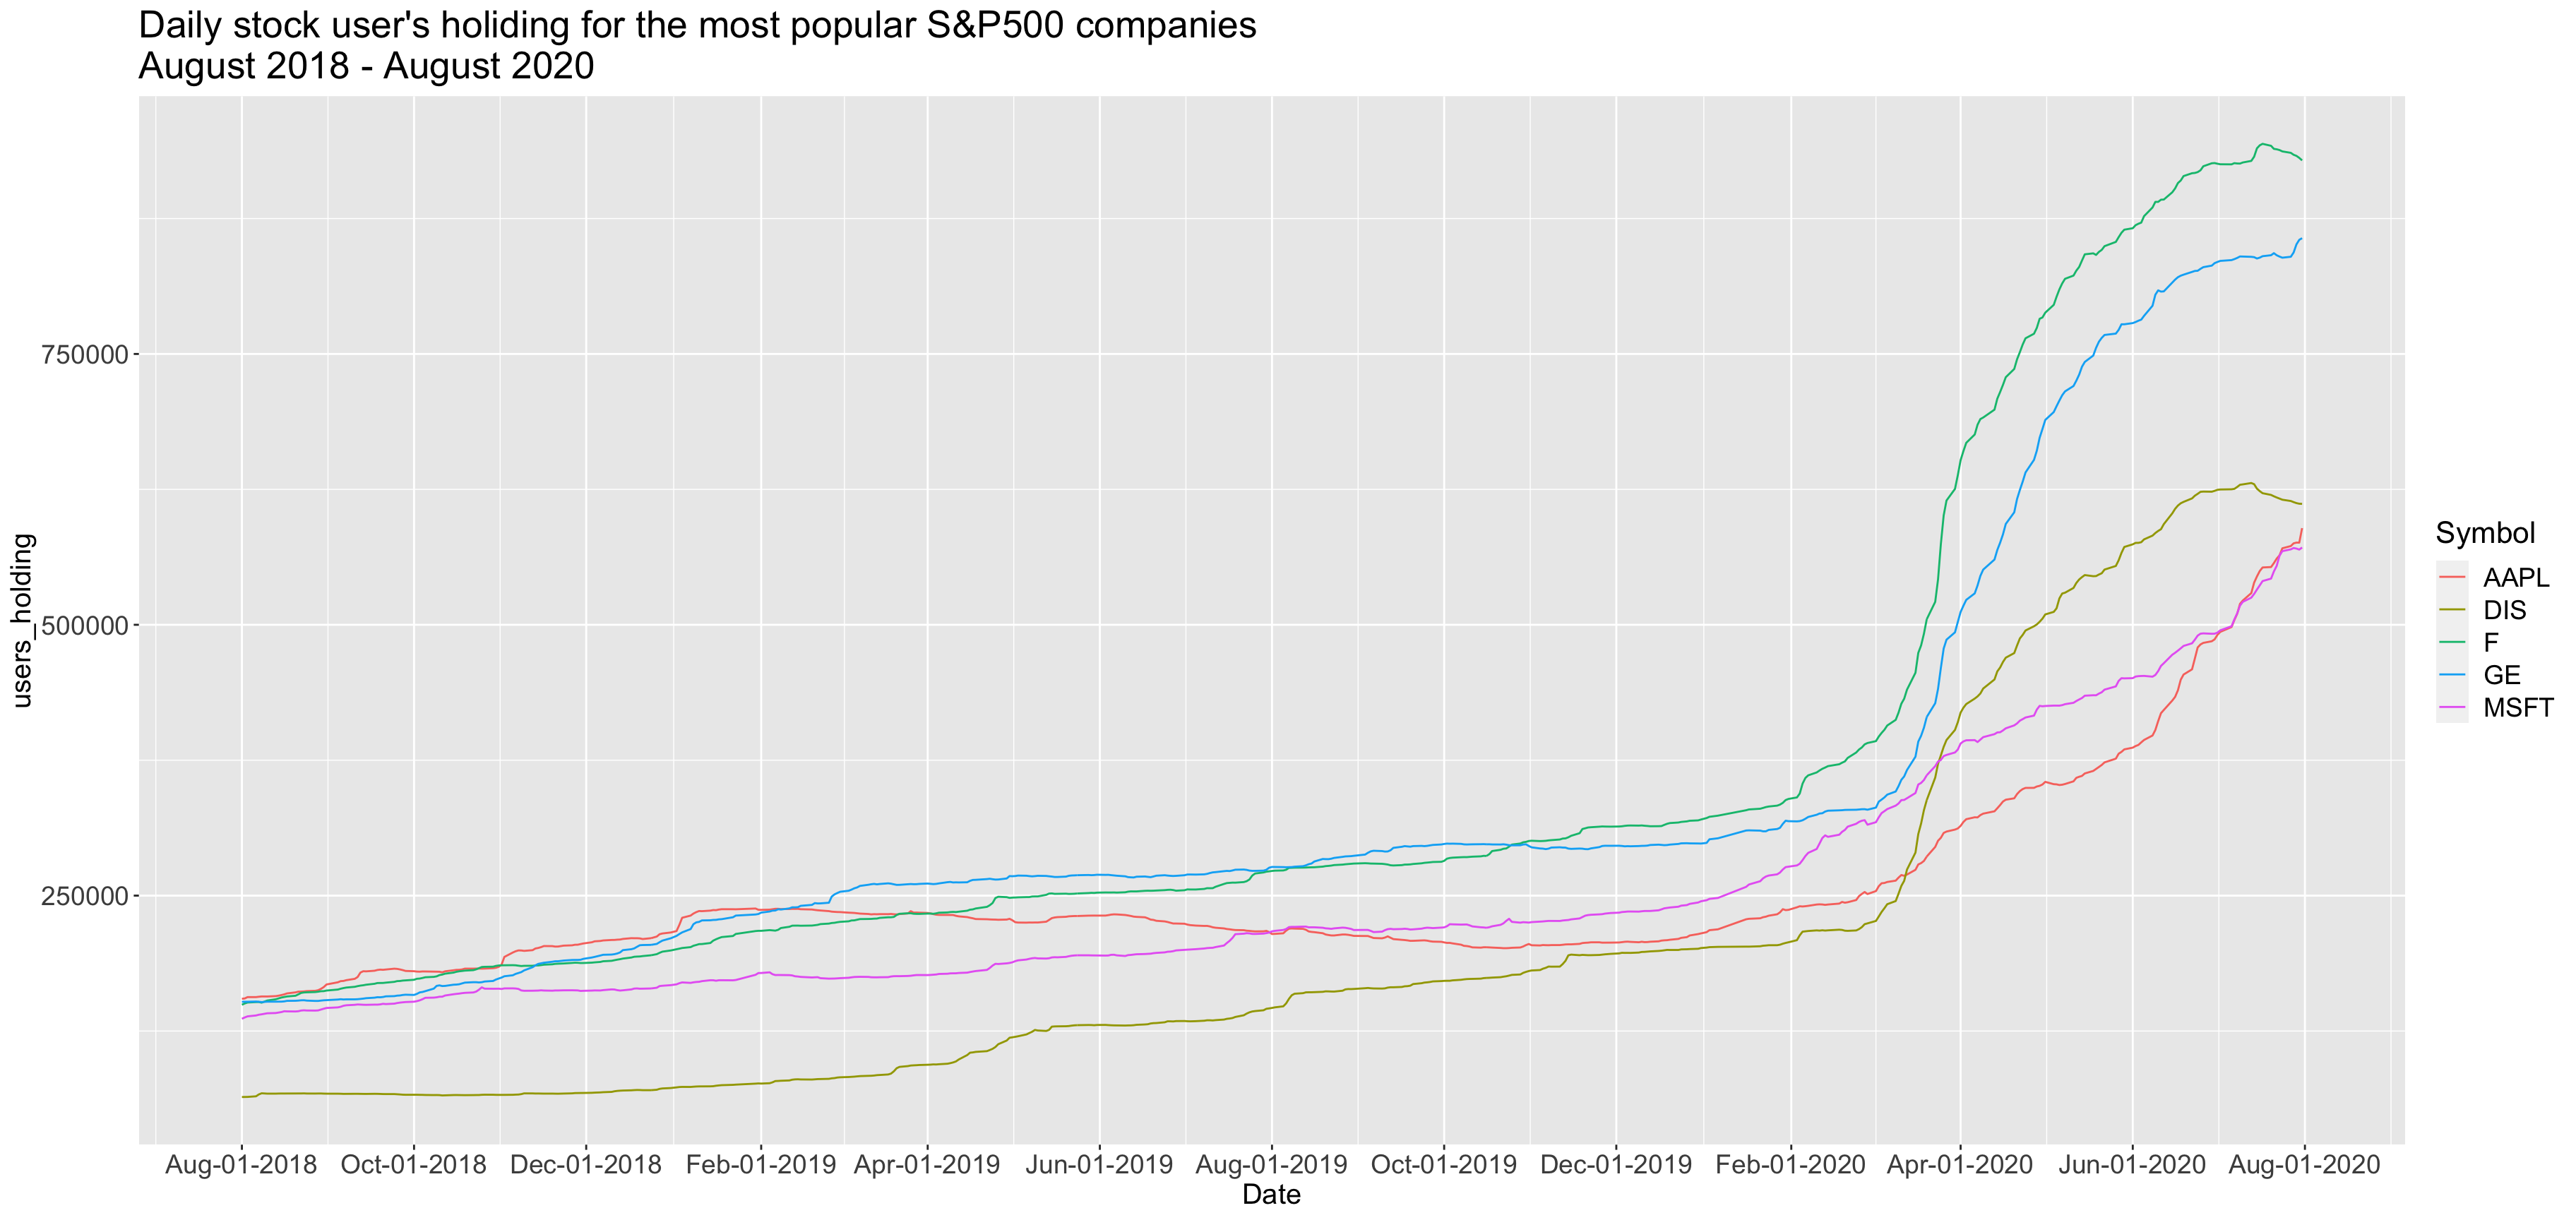 Daily stock user's holiding for the most popular S&P500 companies
August 2018 - August 2020
users_holding
750000
500000
250000
Aug-01-2018 Oct-01-2018 Dec-01-2018 Feb-01-2019 Apr-01-2019 Jun-01-2019 Aug-01-2019 Oct-01-2019 Dec-01-2019 Feb-01-2020 Apr-01-2020 Jun-01-2020 Aug-01-2020
Date
Symbol
AAPL
DIS
F
GE
MSFT